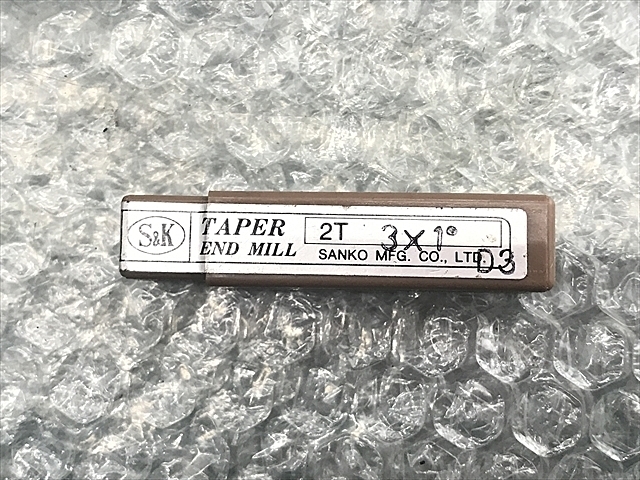 S&K
TAPER
END MILL
2T 3×1°
SANKO MFG. CO., LTD.
D3